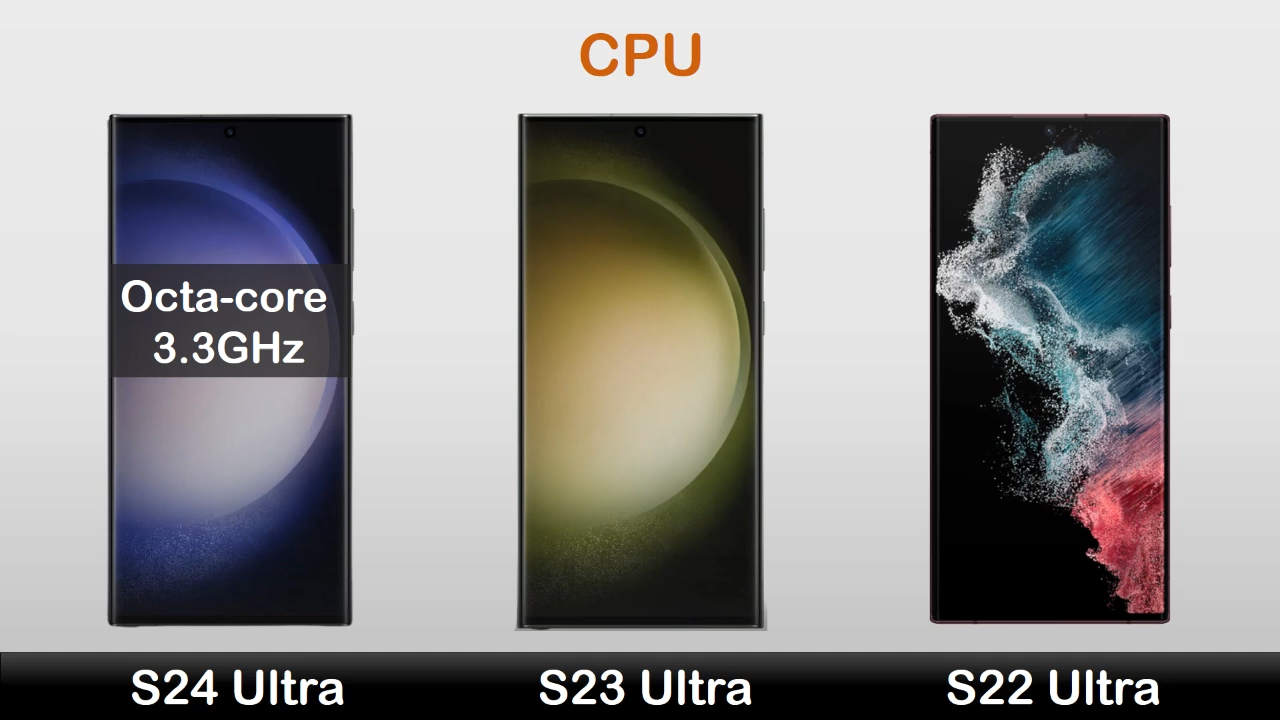 CPU
Octa-core
3.3GHz
S24 Ultra
S23 Ultra
S22 Ultra